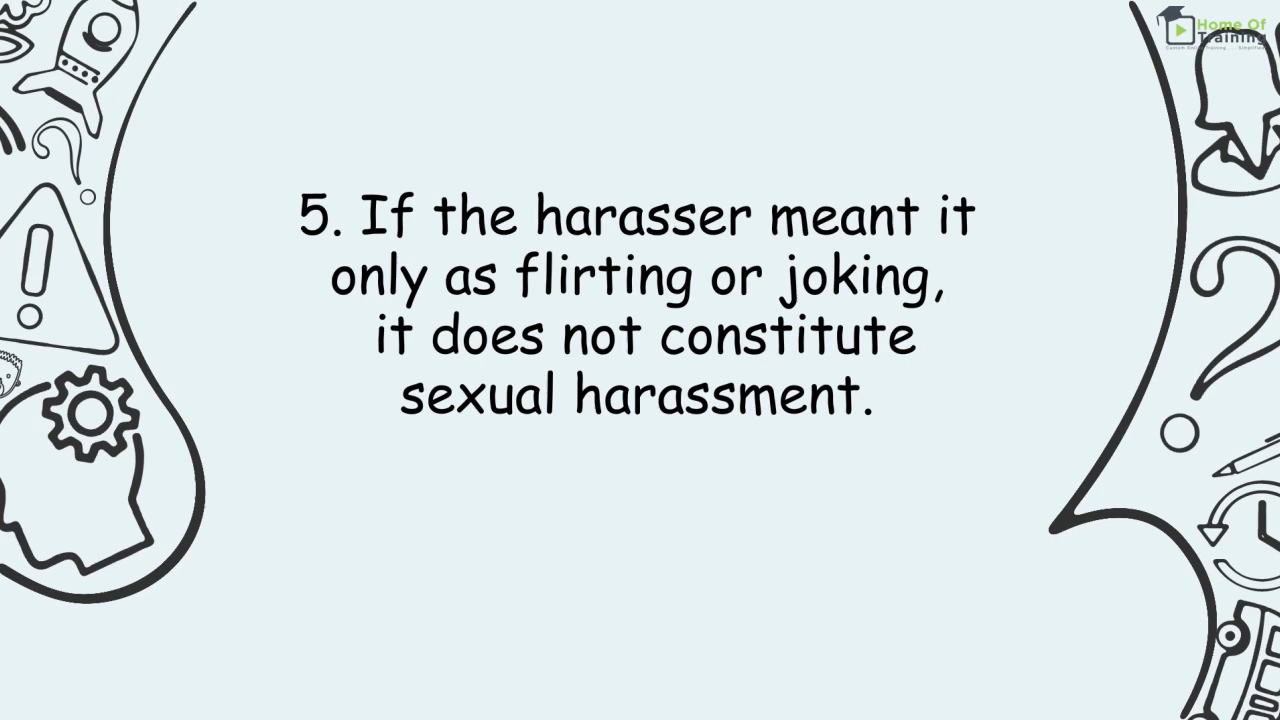 Home Of
Training
5. If the harasser meant it
only as flirting or joking,
it does not constitute
sexual harassment.